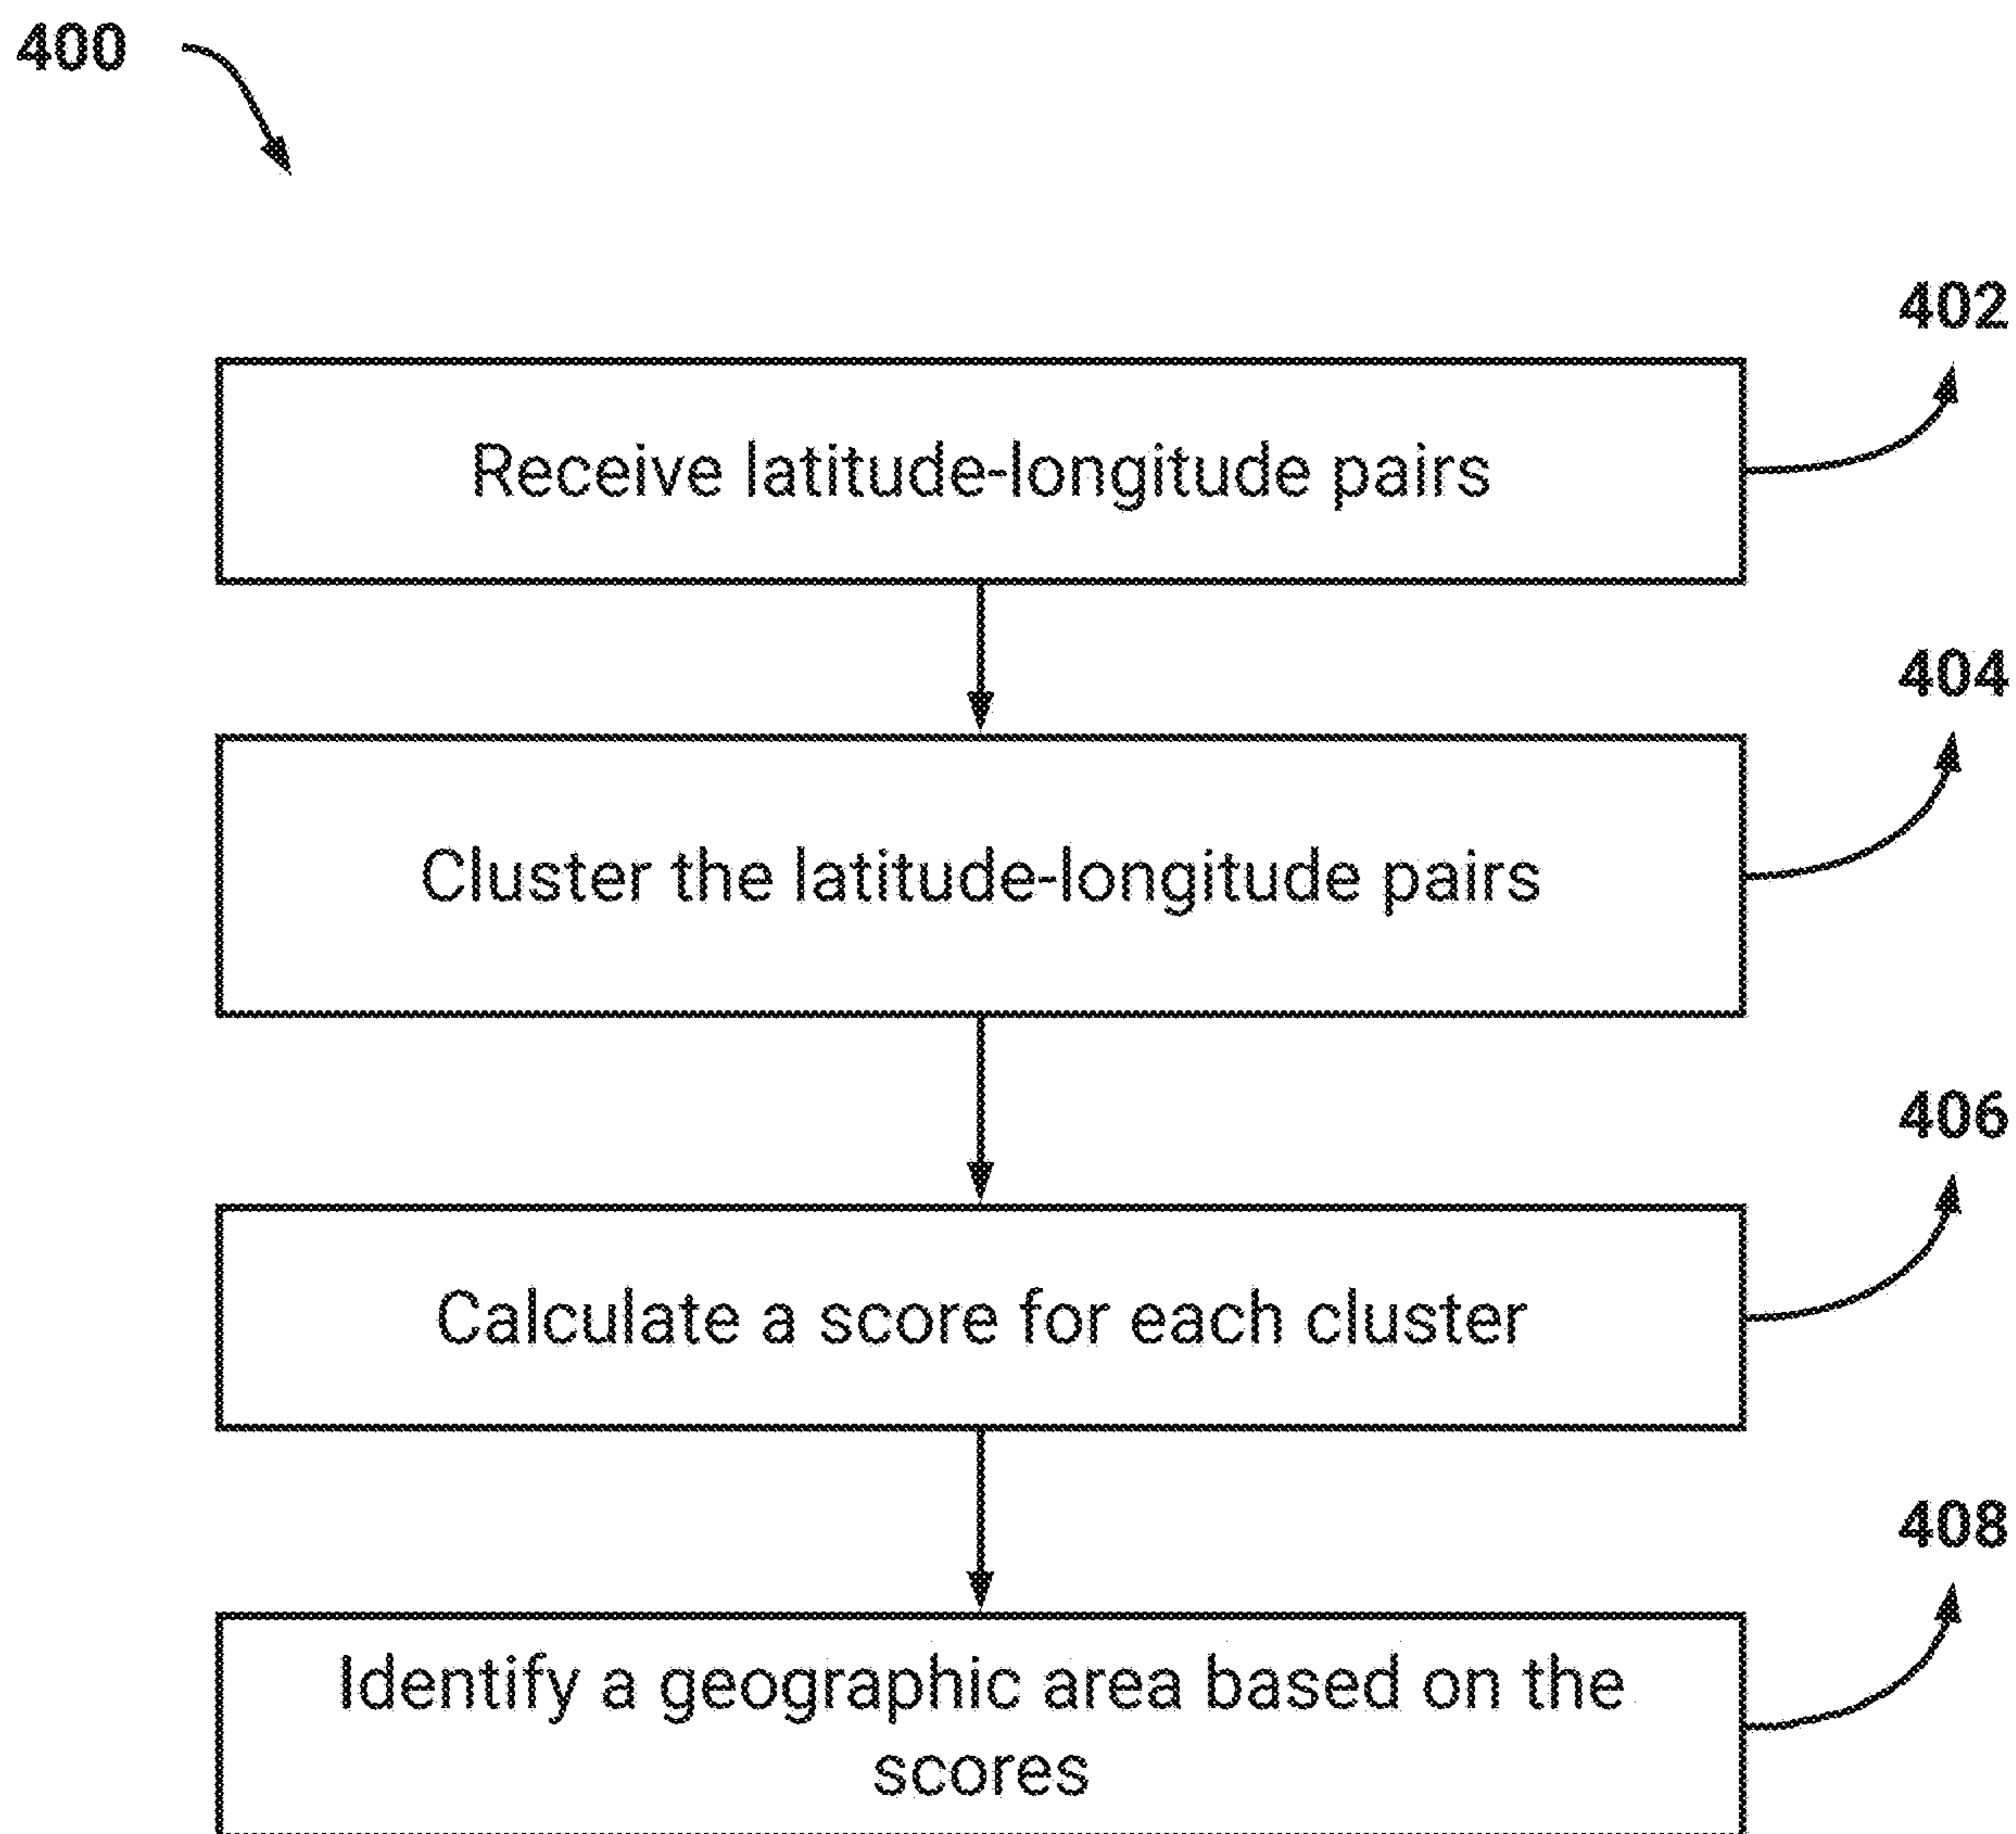 400
402
Receive latitude-longitude pairs
404
Cluster the latitude-longitude pairs
406
Calculate a score for each cluster
408
Identify a geographic area based on the
scores